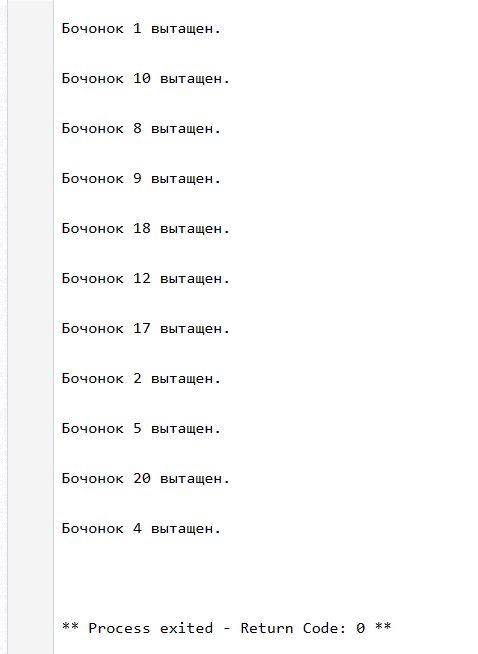 Бочонок 1 вытащен.
Бочонок 10 вытащен.
Бочонок 8 вытащен.
Бочонок 9 вытащен.
Бочонок 18 вытащен.
Бочонок 12 вытащен.
Бочонок 17 вытащен.
Бочонок 2 вытащен.
Бочонок 5 вытащен.
Бочонок 20 вытащен.
Бочонок 4 вытащен.
** Process exited - Return Code: 0 **